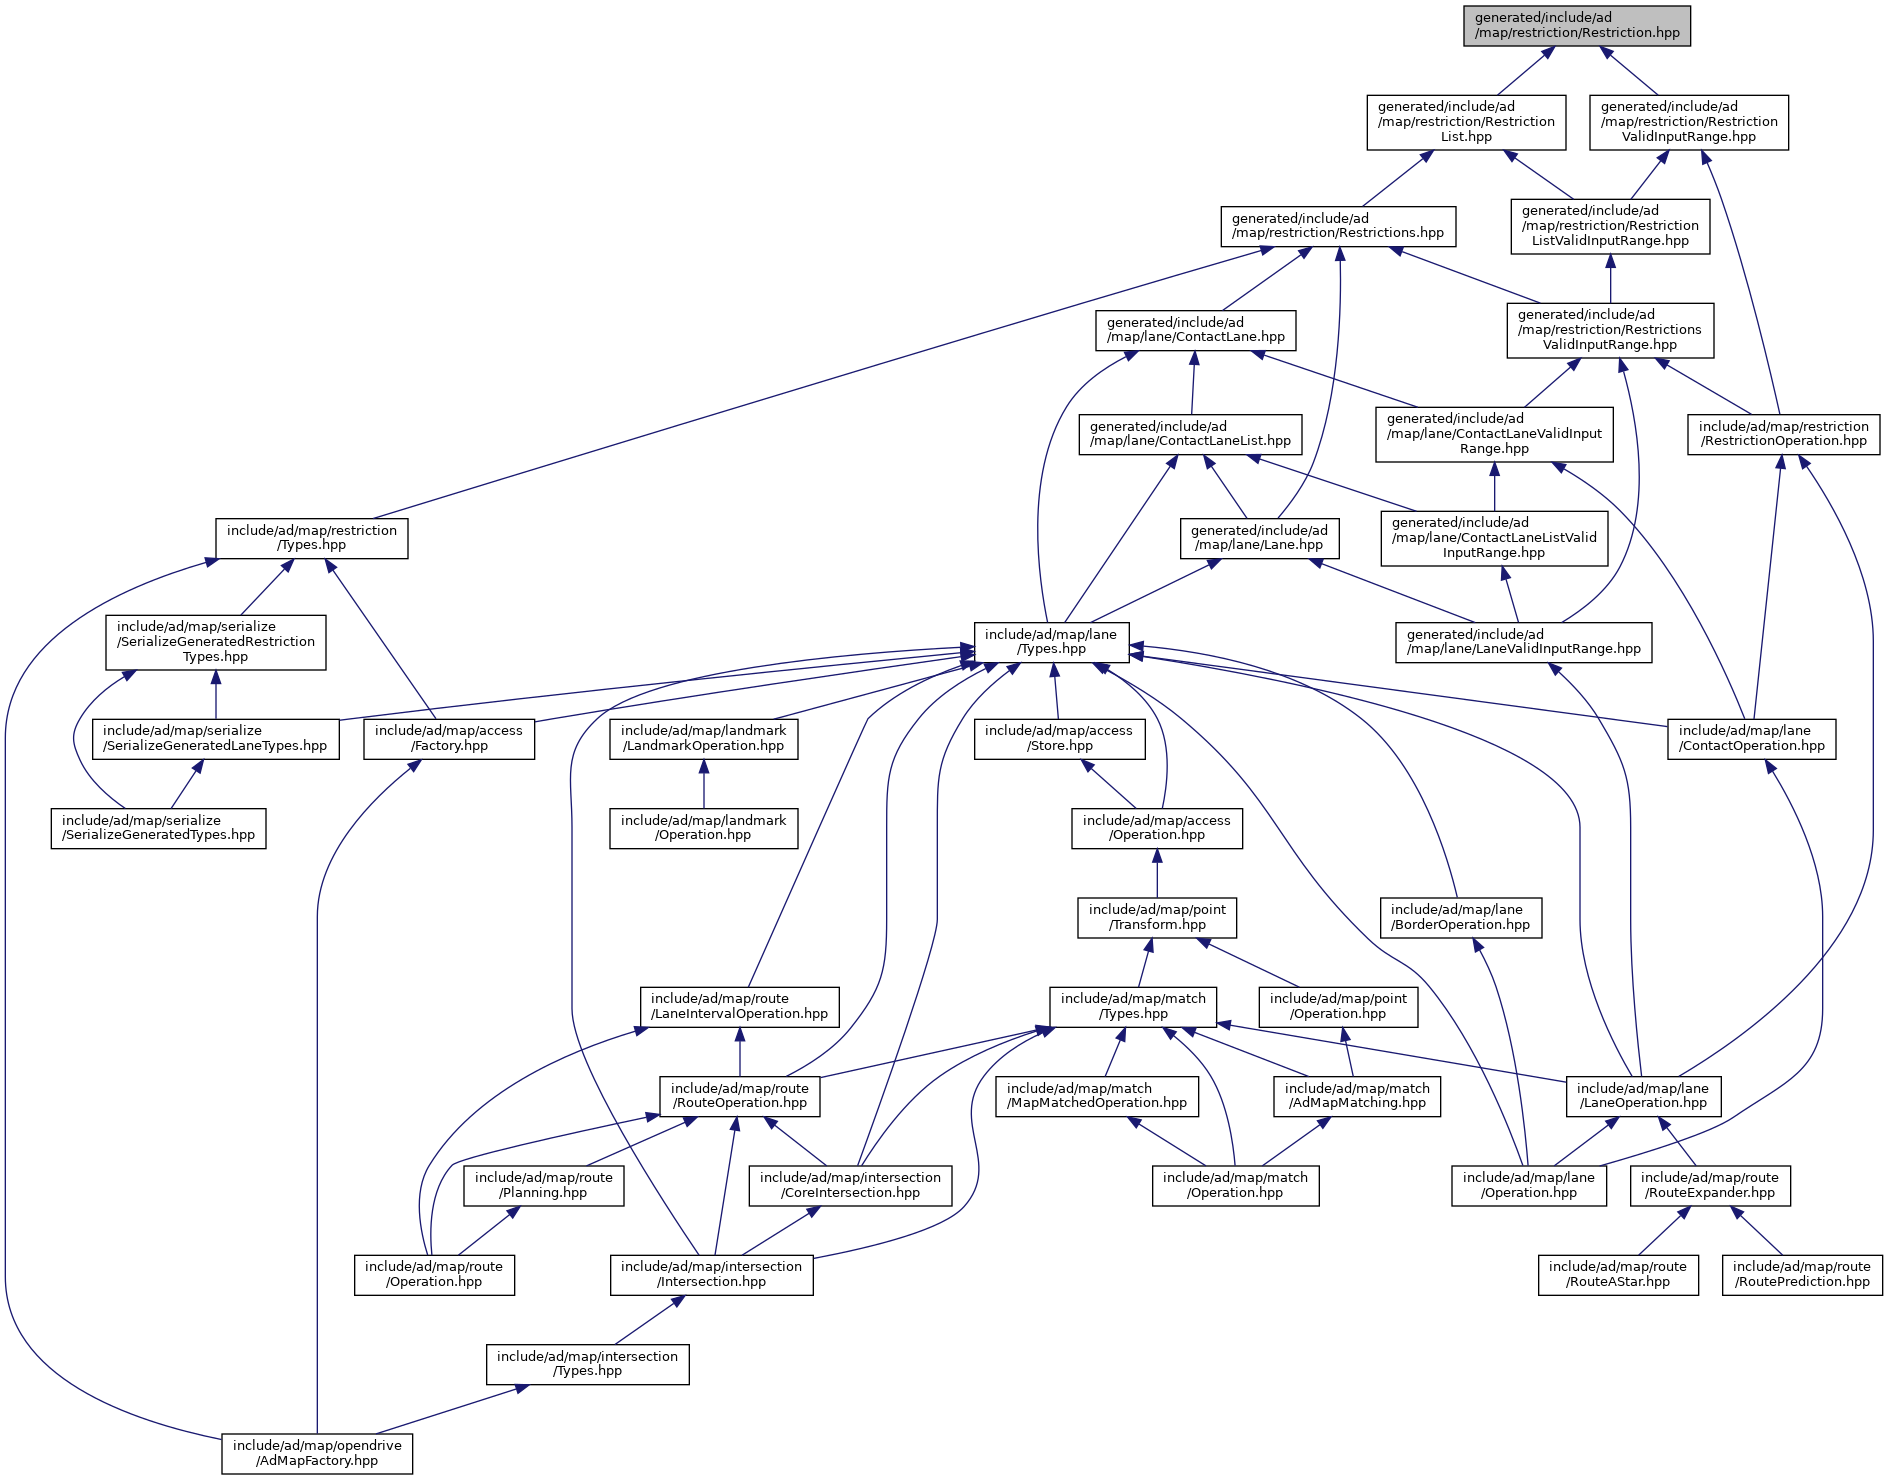 generated/include/ad
/map/restriction/Restriction.hpp
generated/include/ad
/map/restriction/Restriction
List.hpp
generated/include/ad
/map/restriction/Restriction
ValidInputRange.hpp
generated/include/ad
/map/restriction/Restrictions.hpp
generated/include/ad
/map/restriction/Restriction
ListValidInputRange.hpp
generated/include/ad
/map/lane/ContactLane.hpp
generated/include/ad
/map/restriction/Restrictions
ValidInputRange.hpp
generated/include/ad
/map/lane/ContactLaneList.hpp
generated/include/ad
/map/lane/ContactLaneValidInput
Range.hpp
include/ad/map/restriction
/RestrictionOperation.hpp
include/ad/map/restriction
/Types.hpp
generated/include/ad
/map/lane/Lane.hpp
generated/include/ad
/map/lane/ContactLaneListValid
InputRange.hpp
include/ad/map/serialize
/SerializeGeneratedRestriction
Types.hpp
include/ad/map/lane
/Types.hpp
generated/include/ad
/map/lane/LaneValidInputRange.hpp
include/ad/map/serialize
/SerializeGeneratedLaneTypes.hpp
include/ad/map/access
/Factory.hpp
include/ad/map/landmark
/LandmarkOperation.hpp
include/ad/map/access
/Store.hpp
include/ad/map/lane
/ContactOperation.hpp
include/ad/map/serialize
/SerializeGeneratedTypes.hpp
include/ad/map/landmark
/Operation.hpp
include/ad/map/access
/Operation.hpp
include/ad/map/point
/Transform.hpp
include/ad/map/lane
/BorderOperation.hpp
include/ad/map/route
/LaneIntervalOperation.hpp
include/ad/map/match
/Types.hpp
include/ad/map/point
/Operation.hpp
include/ad/map/route
/RouteOperation.hpp
include/ad/map/match
/MapMatchedOperation.hpp
include/ad/map/match
/AdMapMatching.hpp
include/ad/map/lane
/LaneOperation.hpp
include/ad/map/route
/Planning.hpp
include/ad/map/intersection
/CoreIntersection.hpp
include/ad/map/match
/Operation.hpp
include/ad/map/lane
/Operation.hpp
include/ad/map/route
/RouteExpander.hpp
include/ad/map/route
/Operation.hpp
include/ad/map/intersection
/Intersection.hpp
include/ad/map/route
/RouteAStar.hpp
include/ad/map/route
/RoutePrediction.hpp
include/ad/map/intersection
/Types.hpp
include/ad/map/opendrive
/AdMapFactory.hpp